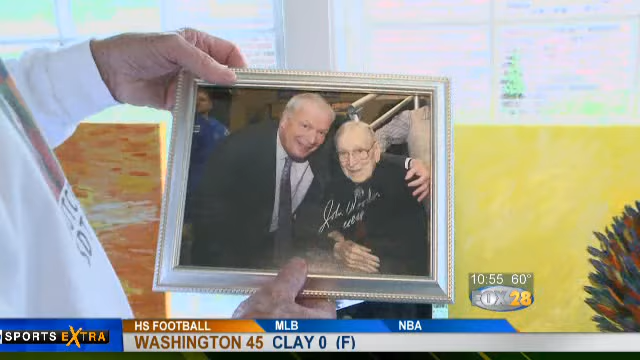 John Wooden
10:55 60°
FOX 28
HS FOOTBALL MLB NBA
SPORTS EXTRA WASHINGTON 45 CLAY 0 (F)